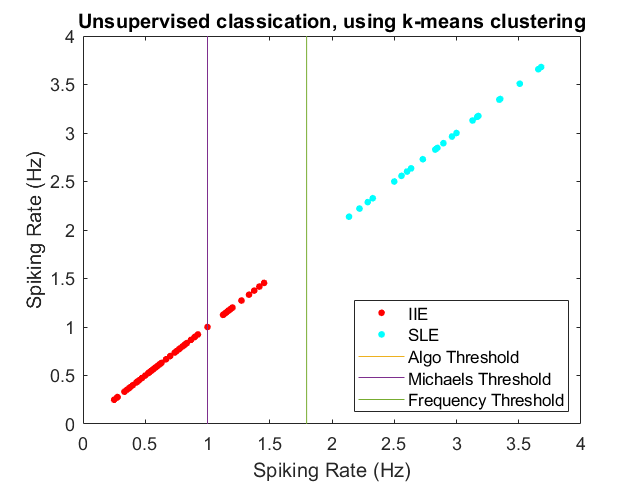 Unsupervised classication, using k-means clustering
4
3.5
3
2.5
2
1.5
1
0.5
0
Spiking Rate (Hz)
IIE
SLE
Algo Threshold
Michaels Threshold
Frequency Threshold
0 0.5 1 1.5 2 2.5 3 3.5 4
Spiking Rate (Hz)